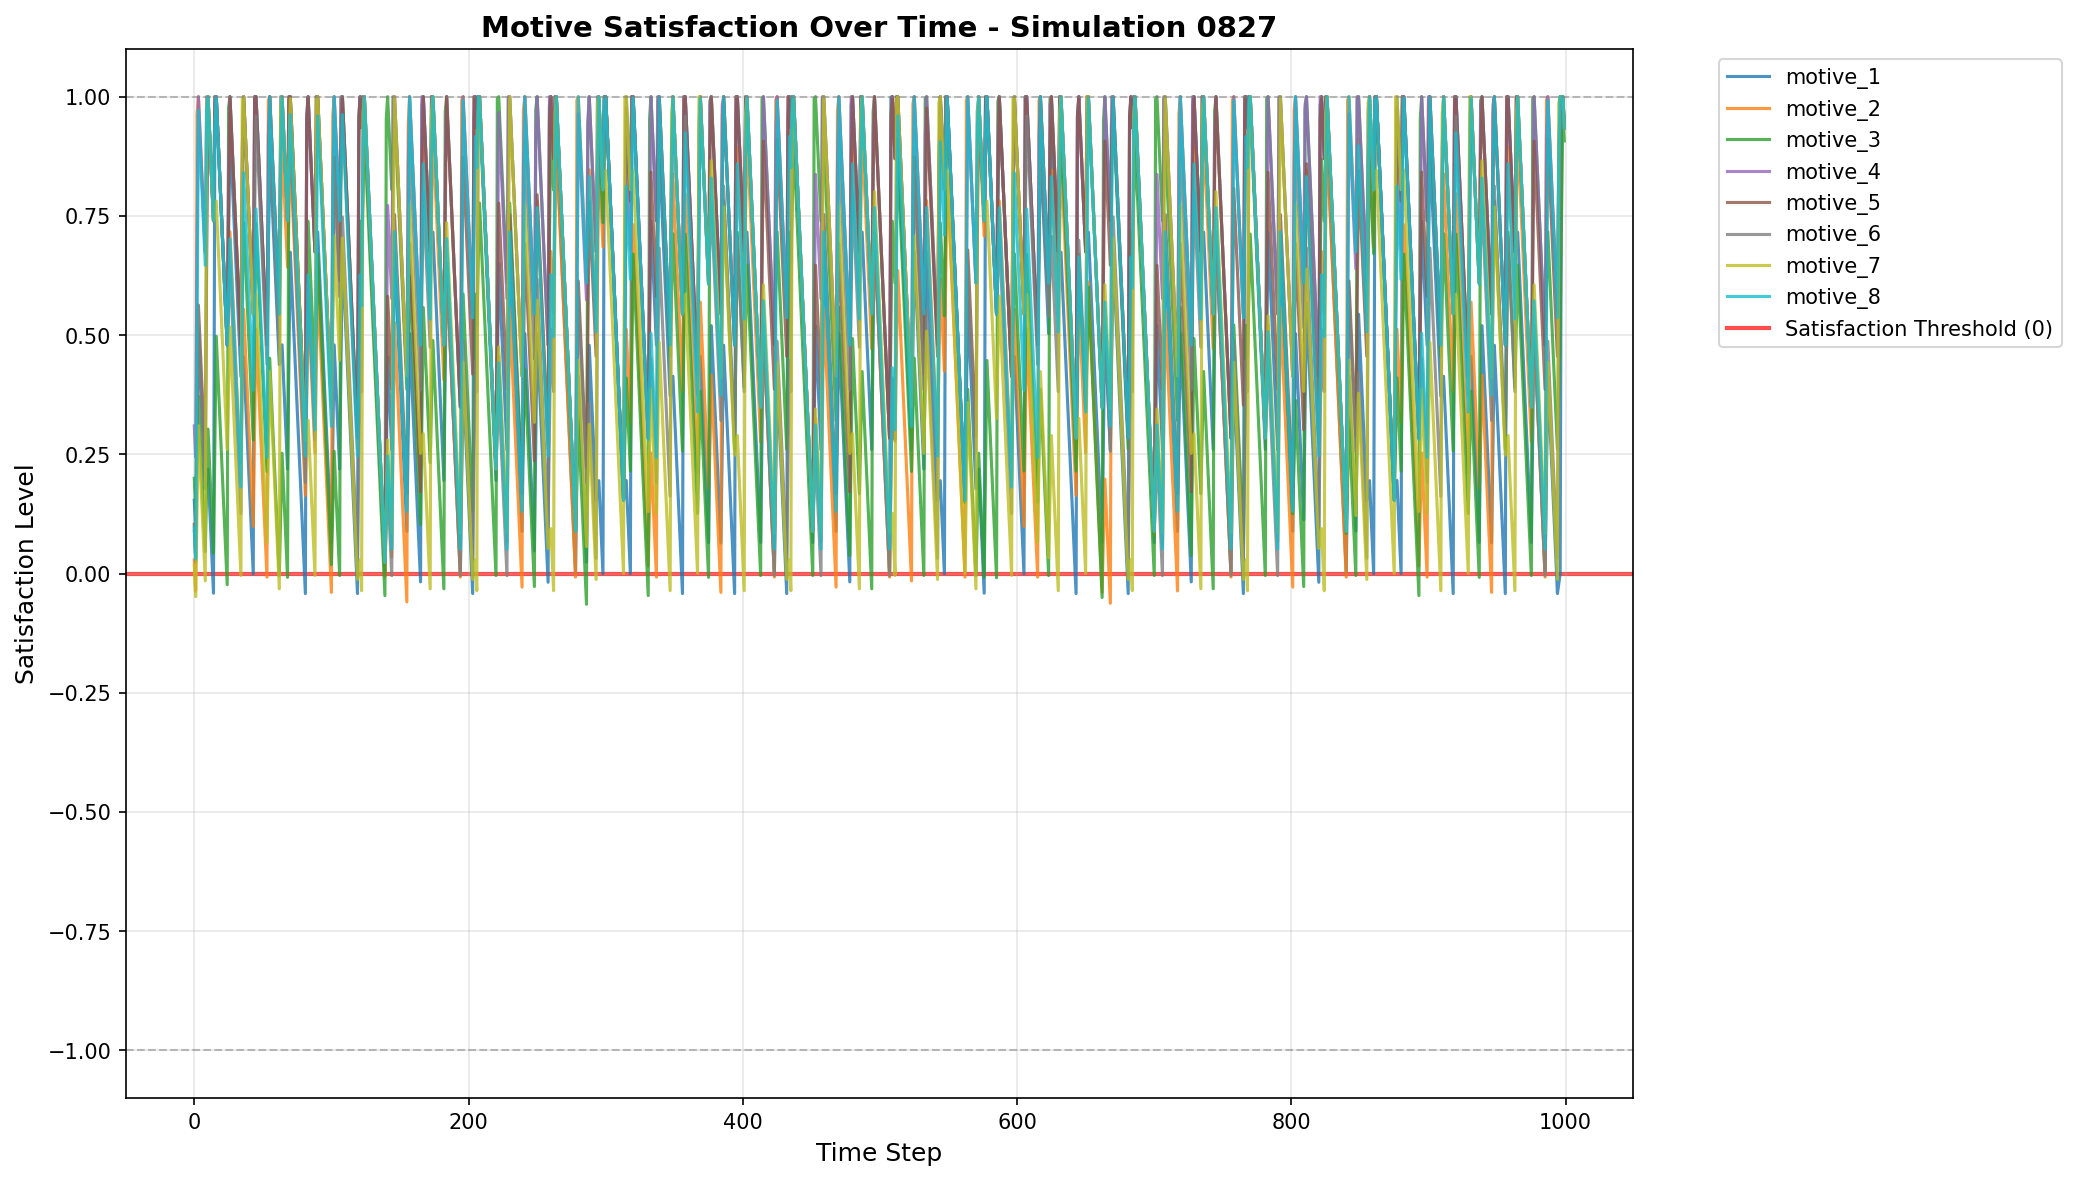 Motive Satisfaction Over Time - Simulation 0827
Satisfaction Level
1.00
0.75
0.50
0.25
0.00
−0.25
−0.50
−0.75
−1.00
0
200
400
600
800
1000
Time Step
motive_1
motive_2
motive_3
motive_4
motive_5
motive_6
motive_7
motive_8
Satisfaction Threshold (0)